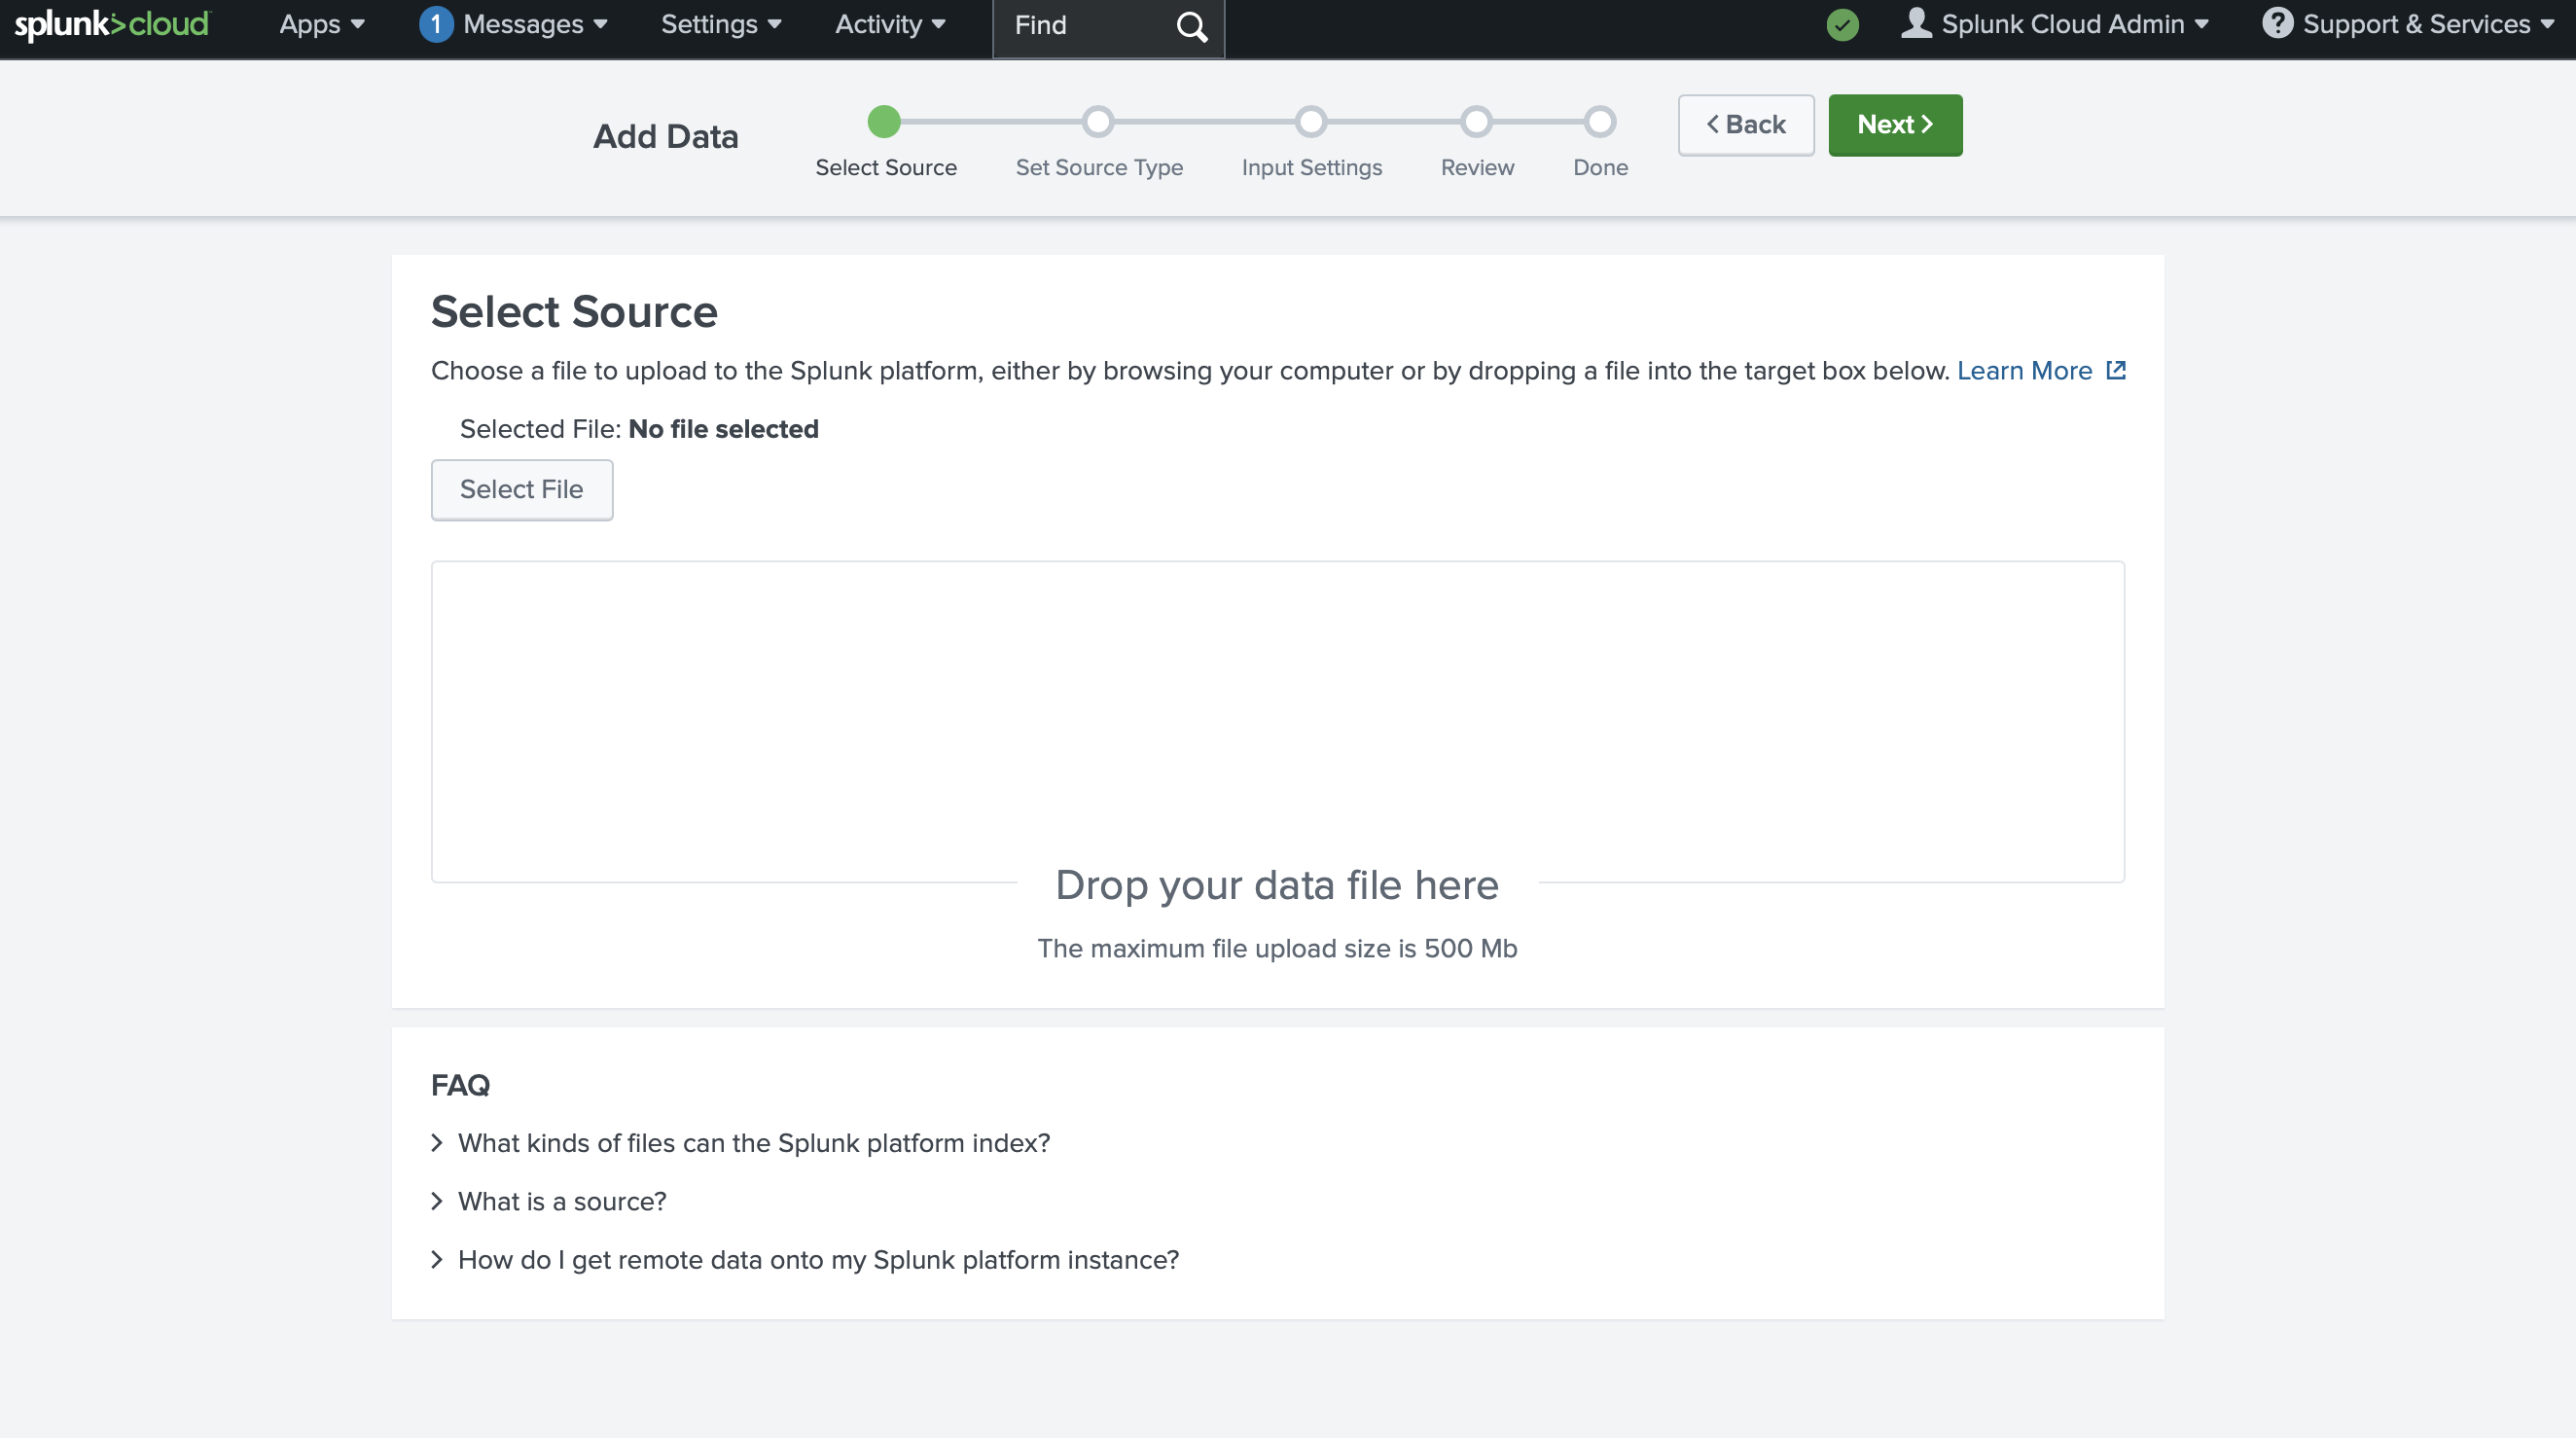 splunk>cloud Apps 1 Messages Settings Activity Find Splunk Cloud Admin ? Support & Services
Add Data
Select Source Set Source Type Input Settings Review Done
< Back Next >
Select Source
Choose a file to upload to the Splunk platform, either by browsing your computer or by dropping a file into the target box below. Learn More
Selected File: No file selected
Select File
Drop your data file here
The maximum file upload size is 500 Mb
FAQ
> What kinds of files can the Splunk platform index?
> What is a source?
> How do I get remote data onto my Splunk platform instance?